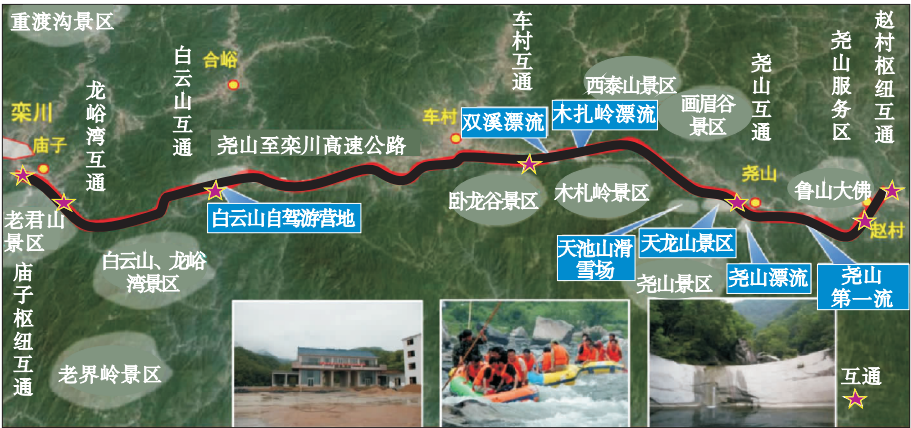 重渡沟景区
栾川
庙子
龙峪湾互通
白云山互通
合峪
尧山至栾川高速公路
车村
车村互通
双溪漂流
木扎岭漂流
西泰山景区
画眉谷
景区
尧山互通
尧山服务区
赵村枢纽互通
老君山
景区
庙子枢纽互通
白云山自驾游营地
白云山、龙峪
湾景区
老界岭景区
卧龙谷景区
木札岭景区
天池山滑
雪场
天龙山景区
尧山
尧山景区
尧山漂流
鲁山大佛
赵村
尧山
第一流
互通